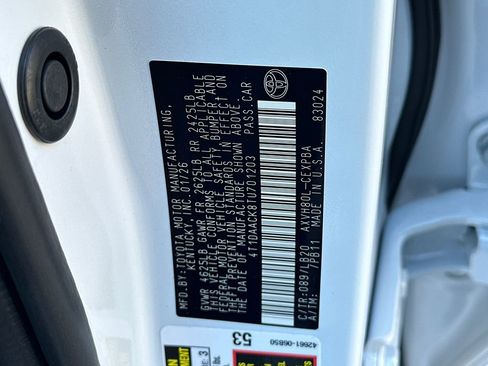 MFD.BY:TOYOTA MOTOR MANUFACTURING,
KENTUCKY, INC. 01/26
GVWR 4625LB GAWR FR 2625LB RR 2425LB
THIS VEHICLE CONFORMS TO ALL APPLICABLE
FEDERAL MOTOR VEHICLE SAFETY, BUMPER AND
THEFT PREVENTION STANDARDS IN EFFECT ON
THE DATE OF MANUFACTURE SHOWN ABOVE.
4T1DAACK8TU701203 PASS.CAR
C/TR:089/LB20 AXVH80L-CEXPBA
A/TM: 7PB11 MADE IN U.S.A.
83024
42661-06B50
53